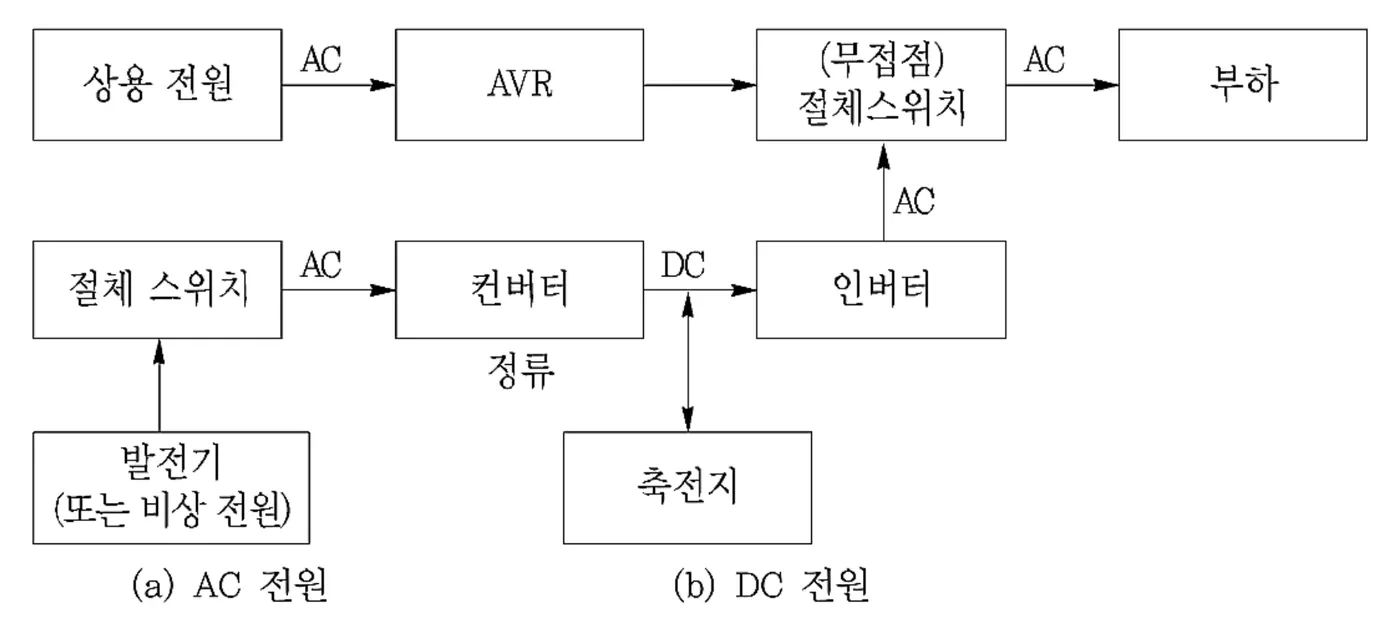 상용 전원
AC
AVR
(무접점)
절체스위치
AC
부하
AC
절체 스위치
AC
컨버터
DC
인버터
정류
발전기
(또는 비상 전원)
축전지
(a) AC 전원
(b) DC 전원